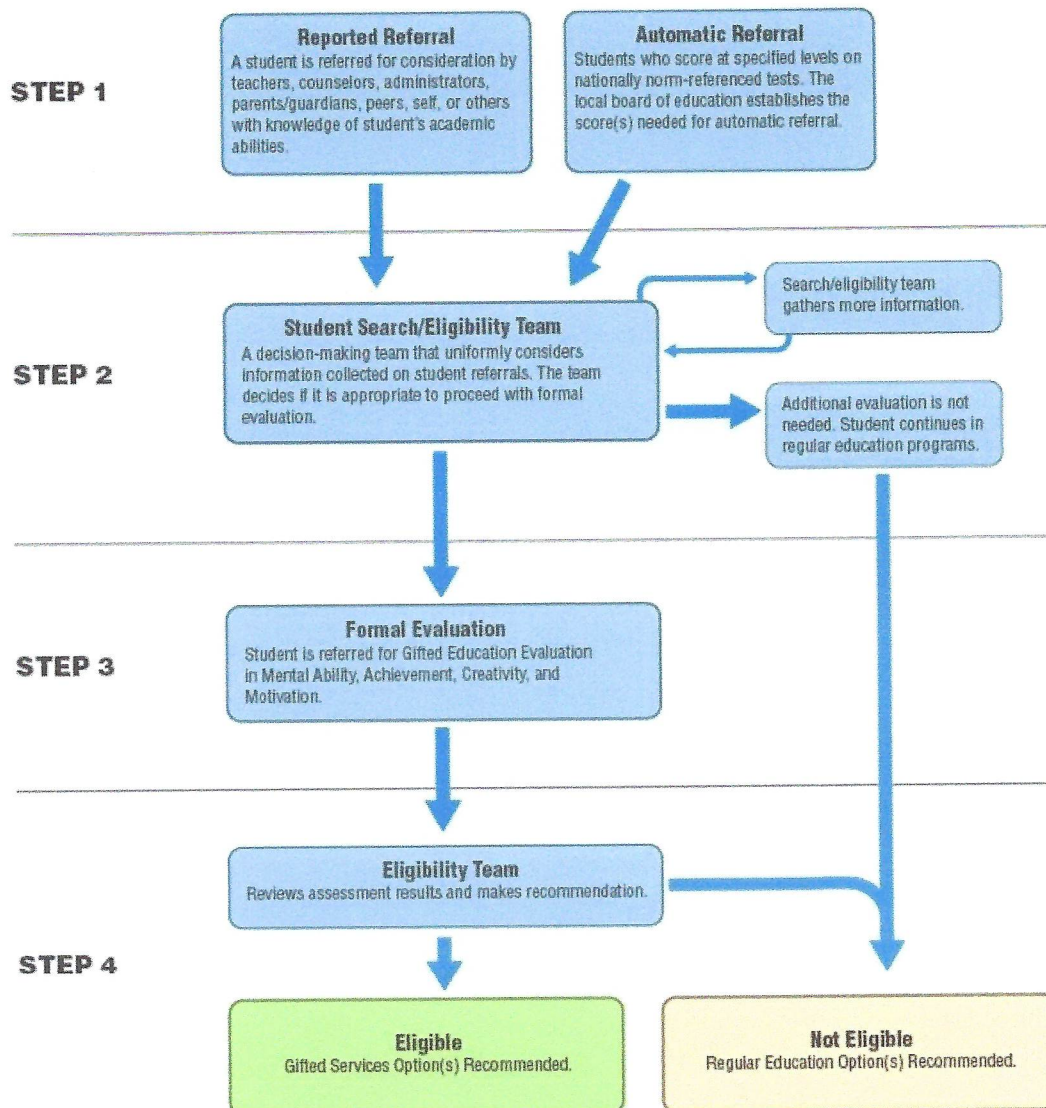 STEP 1
Reported Referral
A student is referred for consideration by
teachers, counselors, administrators,
parents/guardians, peers, self, or others
with knowledge of student's academic
abilities.
Automatic Referral
Students who score at specified levels on
nationally norm-referenced tests. The
local board of education establishes the
score(s) needed for automatic referral.
STEP 2
Student Search/Eligibility Team
A decision-making team that uniformly considers
information collected on student referrals. The team
decides if it is appropriate to proceed with formal
evaluation.
Search/eligibility team
gathers more information.
Additional evaluation is not
needed. Student continues in
regular education programs.
STEP 3
Formal Evaluation
Student is referred for Gifted Education Evaluation
in Mental Ability, Achievement, Creativity, and
Motivation.
STEP 4
Eligibility Team
Reviews assessment results and makes recommendation.
Eligible
Gifted Services Option(s) Recommended.
Not Eligible
Regular Education Option(s) Recommended.